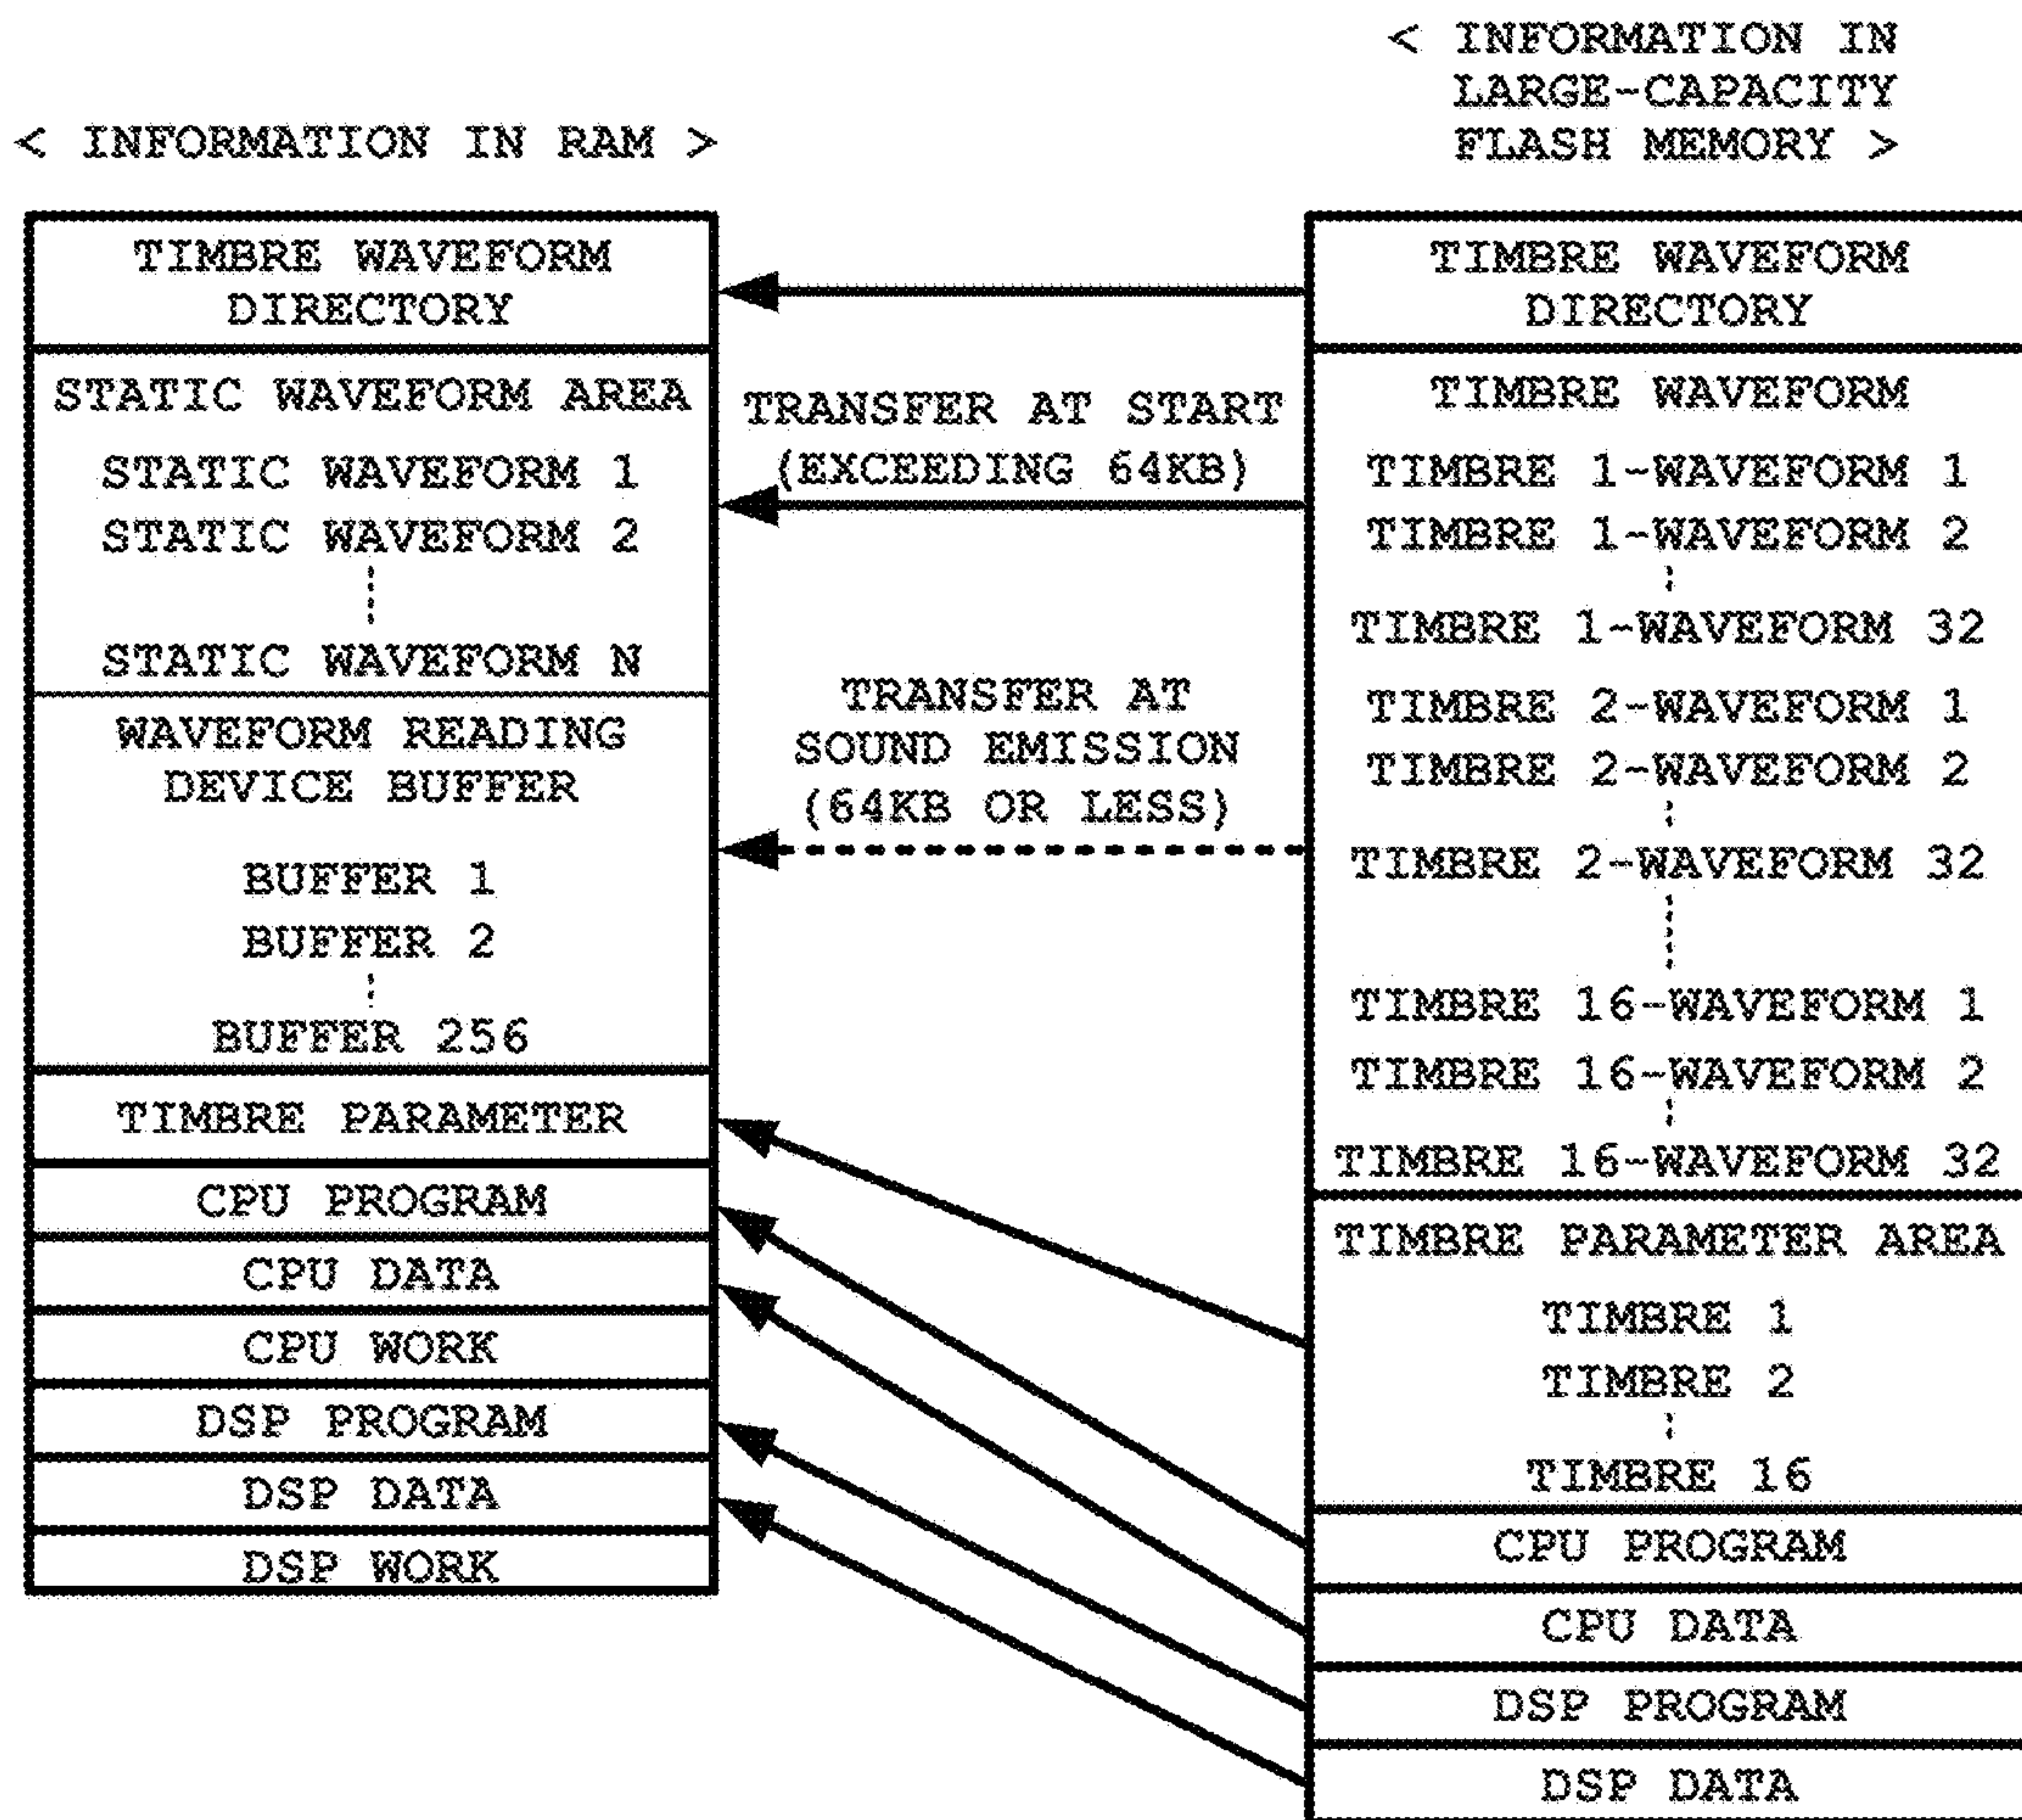 < INFORMATION IN RAM >
TIMBRE WAVEFORM
DIRECTORY
STATIC WAVEFORM AREA
STATIC WAVEFORM 1
STATIC WAVEFORM 2
STATIC WAVEFORM N
WAVEFORM READING
DEVICE BUFFER
BUFFER 1
BUFFER 2
BUFFER 256
TIMBRE PARAMETER
CPU PROGRAM
CPU DATA
CPU WORK
DSP PROGRAM
DSP DATA
DSP WORK
TRANSFER AT START
(EXCEEDING 64KB)
TRANSFER AT
SOUND EMISSION
(64KB OR LESS)
< INFORMATION IN
LARGE-CAPACITY
FLASH MEMORY >
TIMBRE WAVEFORM
DIRECTORY
TIMBRE WAVEFORM
TIMBRE 1-WAVEFORM 1
TIMBRE 1-WAVEFORM 2
TIMBRE 1-WAVEFORM 32
TIMBRE 2-WAVEFORM 1
TIMBRE 2-WAVEFORM 2
TIMBRE 2-WAVEFORM 32
TIMBRE 16-WAVEFORM 1
TIMBRE 16-WAVEFORM 2
TIMBRE 16-WAVEFORM 32
TIMBRE PARAMETER AREA
TIMBRE 1
TIMBRE 2
TIMBRE 16
CPU PROGRAM
CPU DATA
DSP PROGRAM
DSP DATA